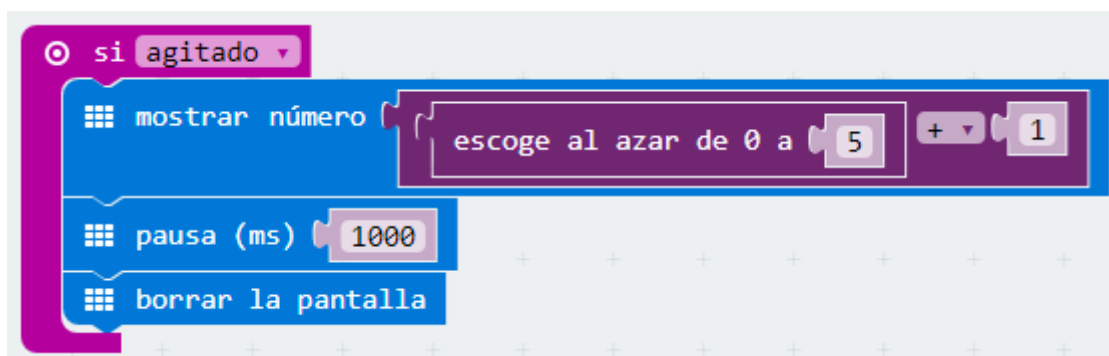 si agitado
mostrar número escoge al azar de 0 a 5 + 1
pausa (ms) 1000
borrar la pantalla